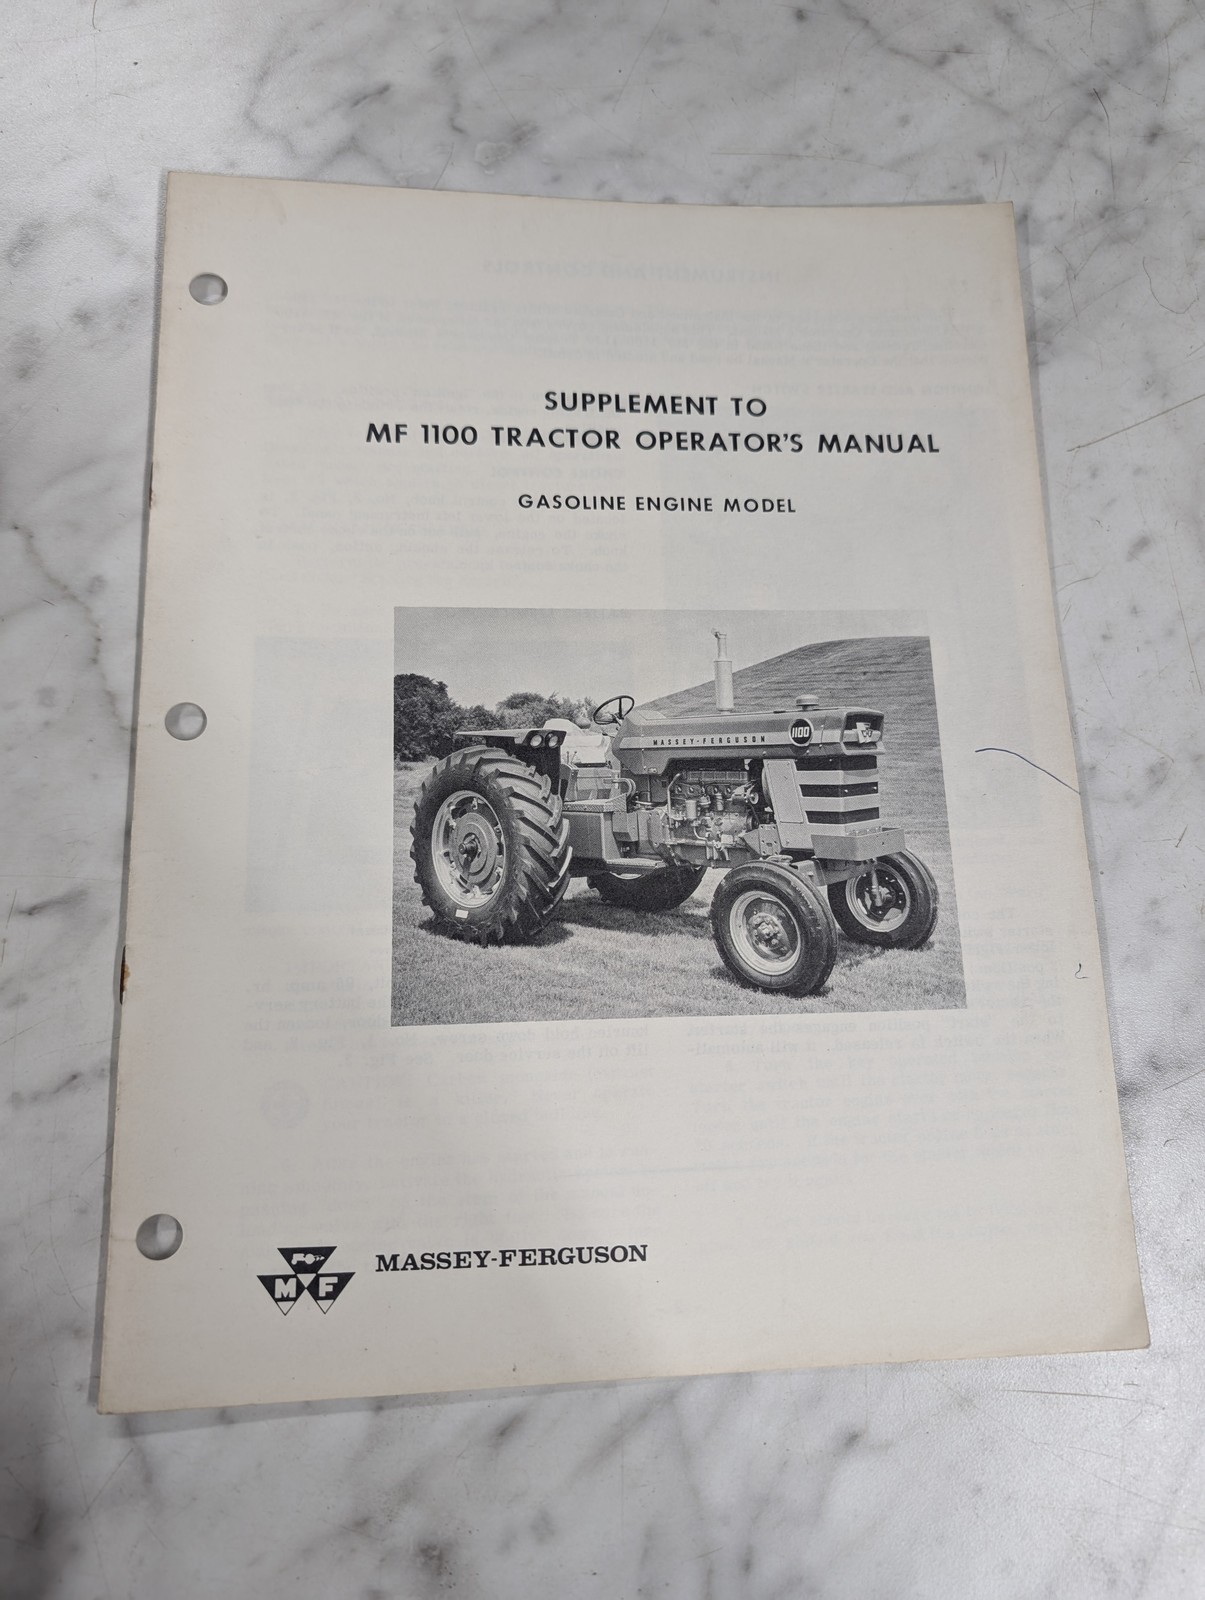 SUPPLEMENT TO
MF 1100 TRACTOR OPERATOR'S MANUAL
GASOLINE ENGINE MODEL
MASSEY-FERGUSON
1100
MF
MASSEY-FERGUSON